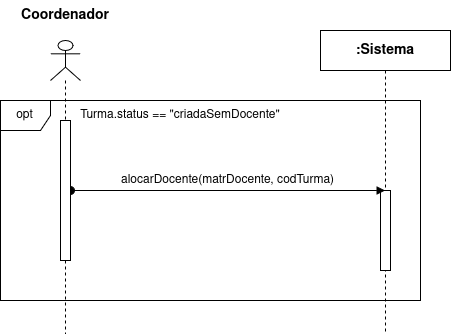 Coordenador
:Sistema
opt
Turma.status == "criadaSemDocente"
alocarDocente(matrDocente, codTurma)